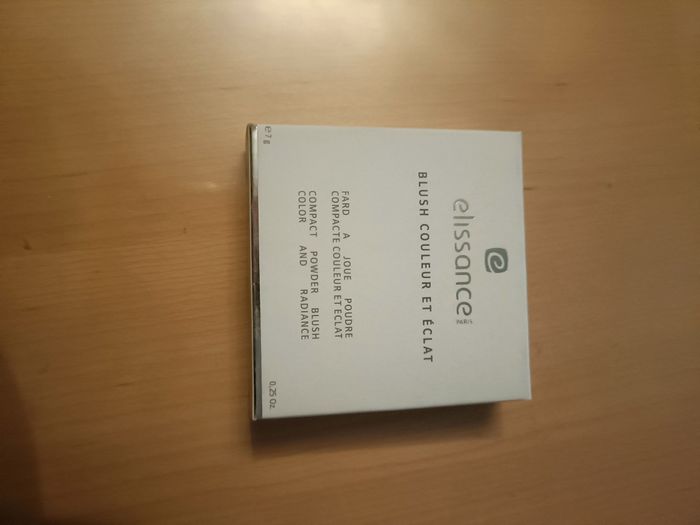 elissance
PARIS
BLUSH COULEUR ET ÉCLAT
FARD A JOUE POUDRE
COMPACTE COULEUR ET ECLAT
COMPACT POWDER BLUSH
COLOR AND RADIANCE
℮7 g
0,25 Oz.